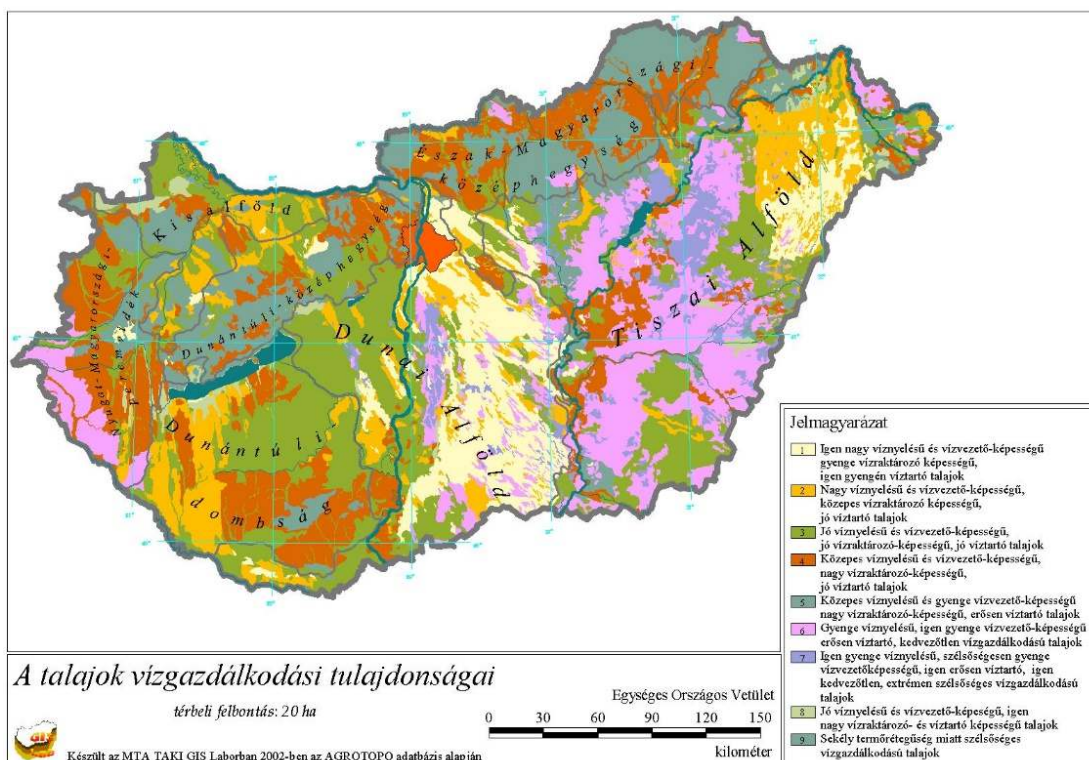 Kisalföld
Észak-Magyarországi-
középhegység
Nyugat-Magyarországi-
peremvidék
Dunántúli-középhegység
Dunántúli-
dombság
Dunai Alföld
Tiszai Alföld
Jelmagyarázat
1 Igen nagy víznyelésű és vízvezető-képességű
gyenge vízraktározó képességű,
igen gyengén víztartó talajok
2 Nagy víznyelésű és vízvezető-képességű,
közepes vízraktározó képességű,
jó víztartó talajok
3 Jó víznyelésű és vízvezető-képességű,
jó vízraktározó-képességű, jó víztartó talajok
4 Közepes víznyelésű és vízvezető-képességű,
nagy vízraktározó-képességű,
jó víztartó talajok
5 Közepes víznyelésű és gyenge vízvezető-képességű
nagy vízraktározó-képességű, erősen víztartó talajok
6 Gyenge víznyelésű, igen gyenge vízvezető-képességű
erősen víztartó, kedvezőtlen vízgazdálkodású talajok
7 Igen gyenge víznyelésű, szélsőségesen gyenge
vízvezetőképességű, igen erősen víztartó, igen
kedvezőtlen, extrémen szélsőséges vízgazdálkodású
talajok
8 Jó víznyelésű és vízvezető-képességű, igen
nagy vízraktározó- és víztartó képességű talajok
9 Sekély termőrétegűség miatt szélsőséges
vízgazdálkodású talajok
A talajok vízgazdálkodási tulajdonságai
térbeli felbontás: 20 ha
Egységes Országos Vetület
0 30 60 90 120 150
kilométer
GIS
Készült az MTA TAKI GIS Laborban 2002-ben az AGROTOPO adatbázis alapján